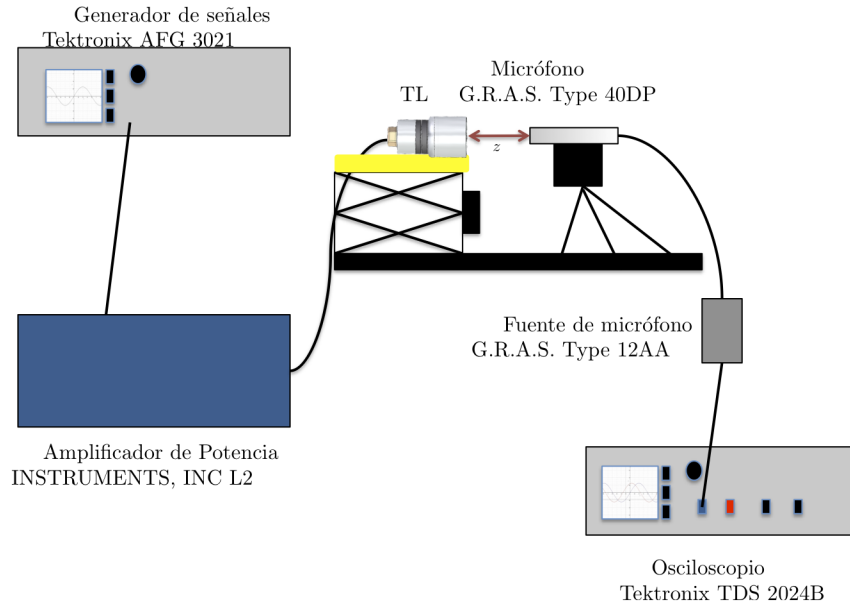 Generador de señales
Tektronix AFG 3021
Micrófono
TL
G.R.A.S. Type 40DP
z
Fuente de micrófono
G.R.A.S. Type 12AA
Amplificador de Potencia
INSTRUMENTS, INC L2
Osciloscopio
Tektronix TDS 2024B